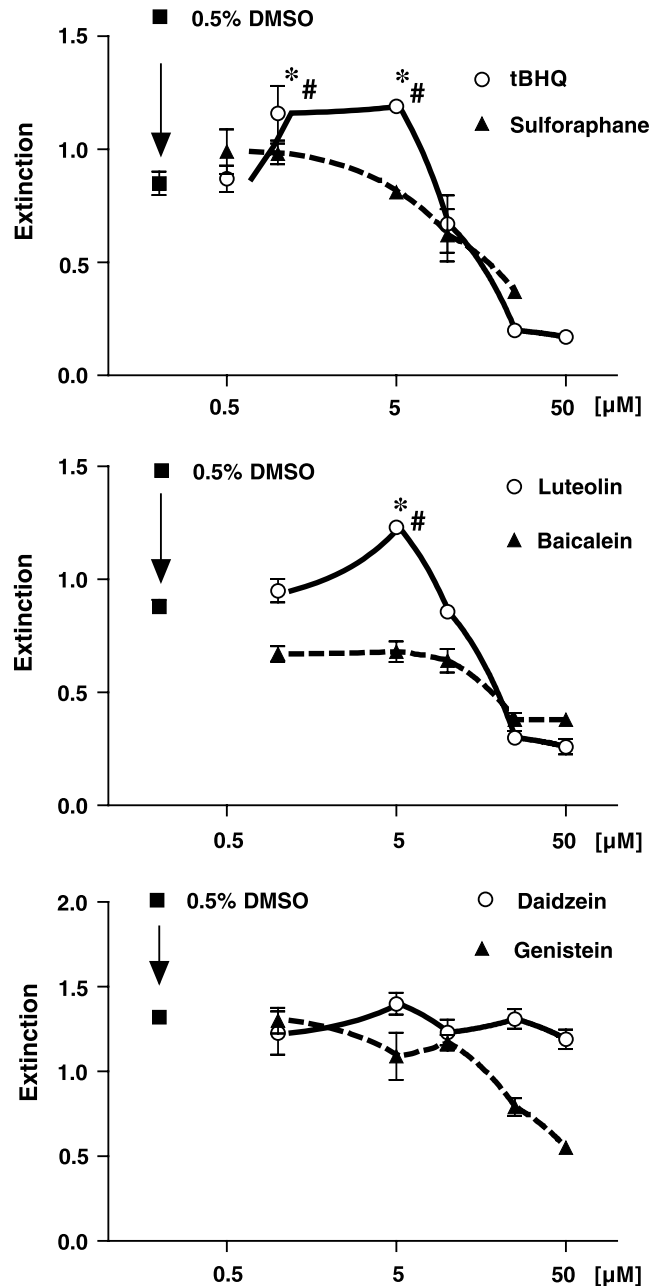 1.5
0.5% DMSO
* #
* #
tBHQ
Sulforaphane
1.0
0.5
0.0
Extinction
0.5 5 50 [µM]
1.5
0.5% DMSO
* #
Luteolin
Baicalein
1.0
0.5
0.0
Extinction
0.5 5 50 [µM]
2.0
0.5% DMSO
Daidzein
Genistein
1.5
1.0
0.5
0.0
Extinction
0.5 5 50 [µM]